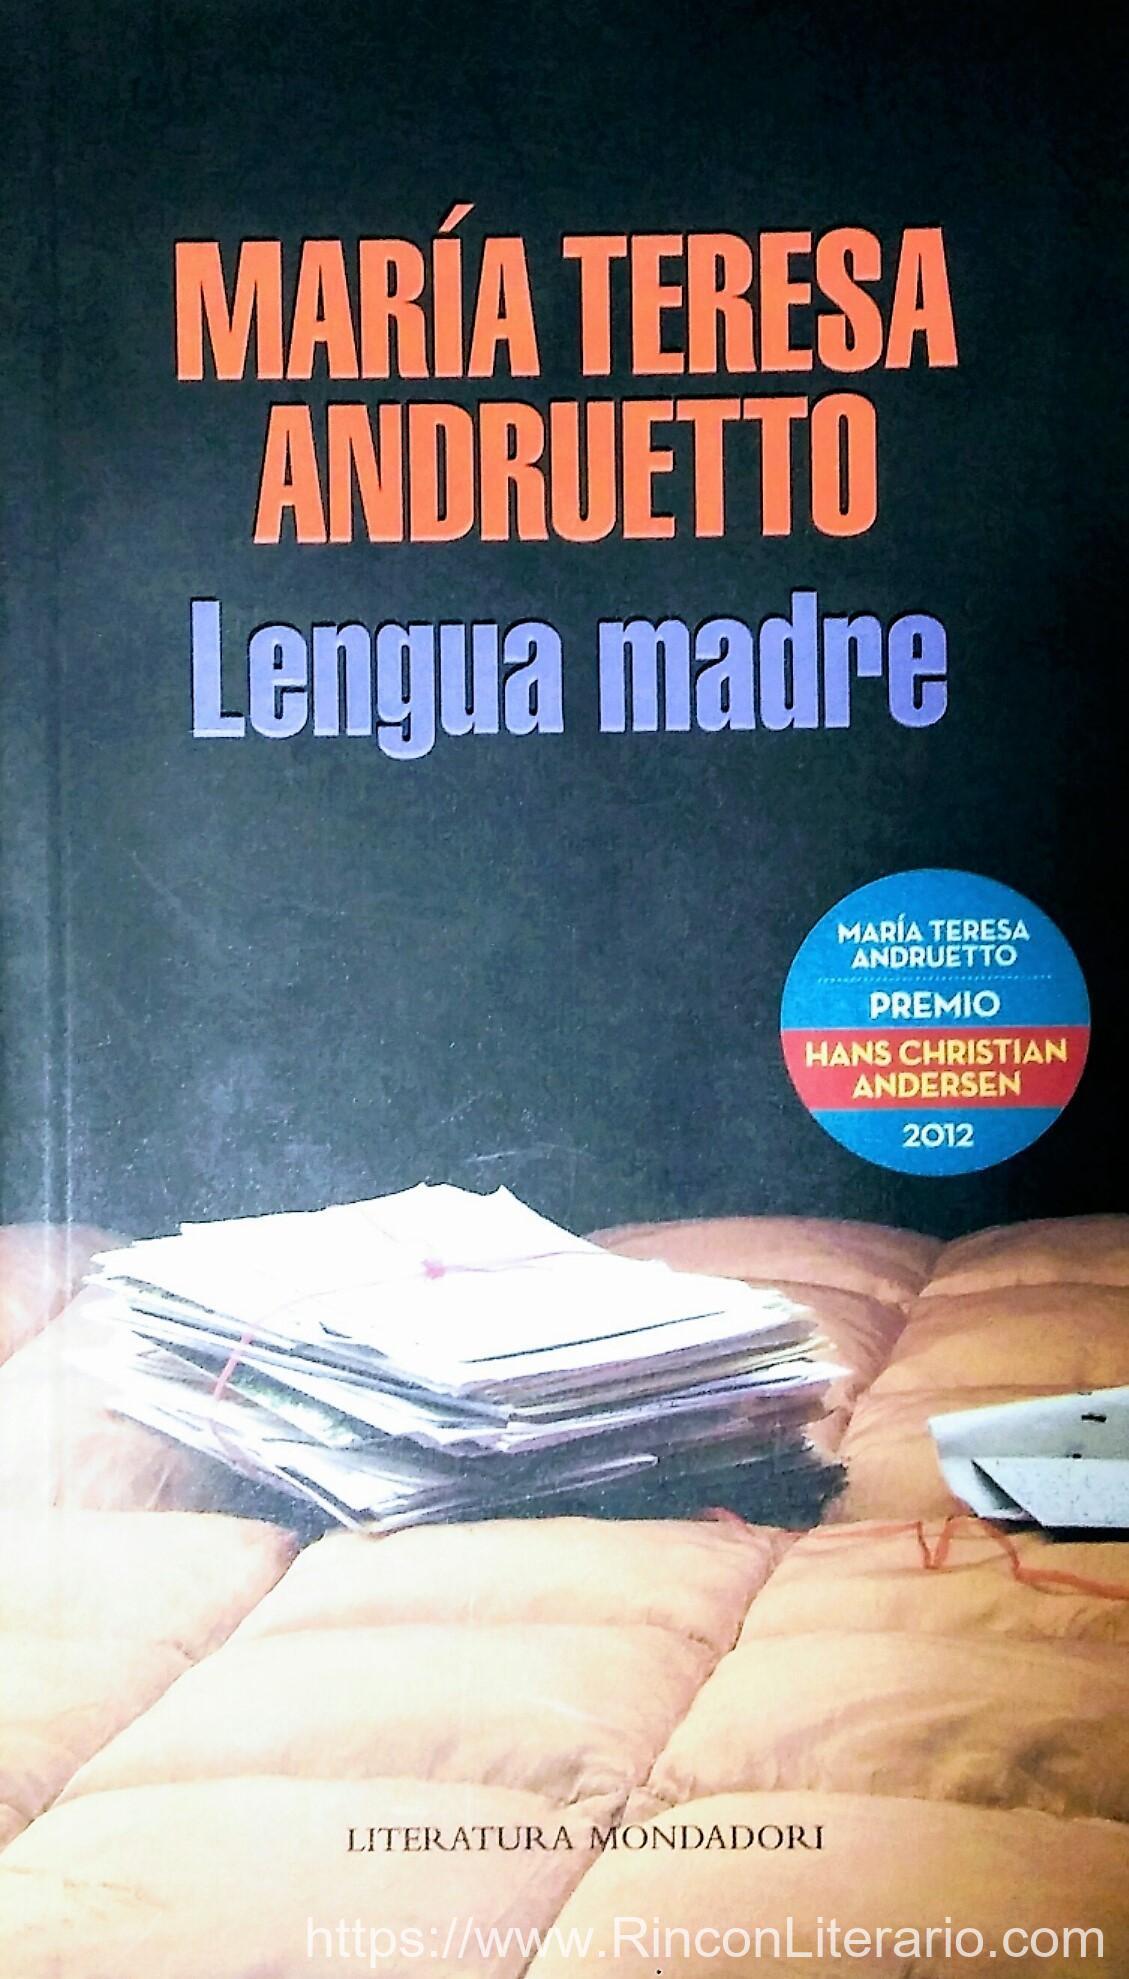 MARÍA TERESA
ANDRUETTO
Lengua madre
MARÍA TERESA
ANDRUETTO
PREMIO
HANS CHRISTIAN
ANDERSEN
2012
LITERATURA MONDADORI
https://www.RinconLiterario.com